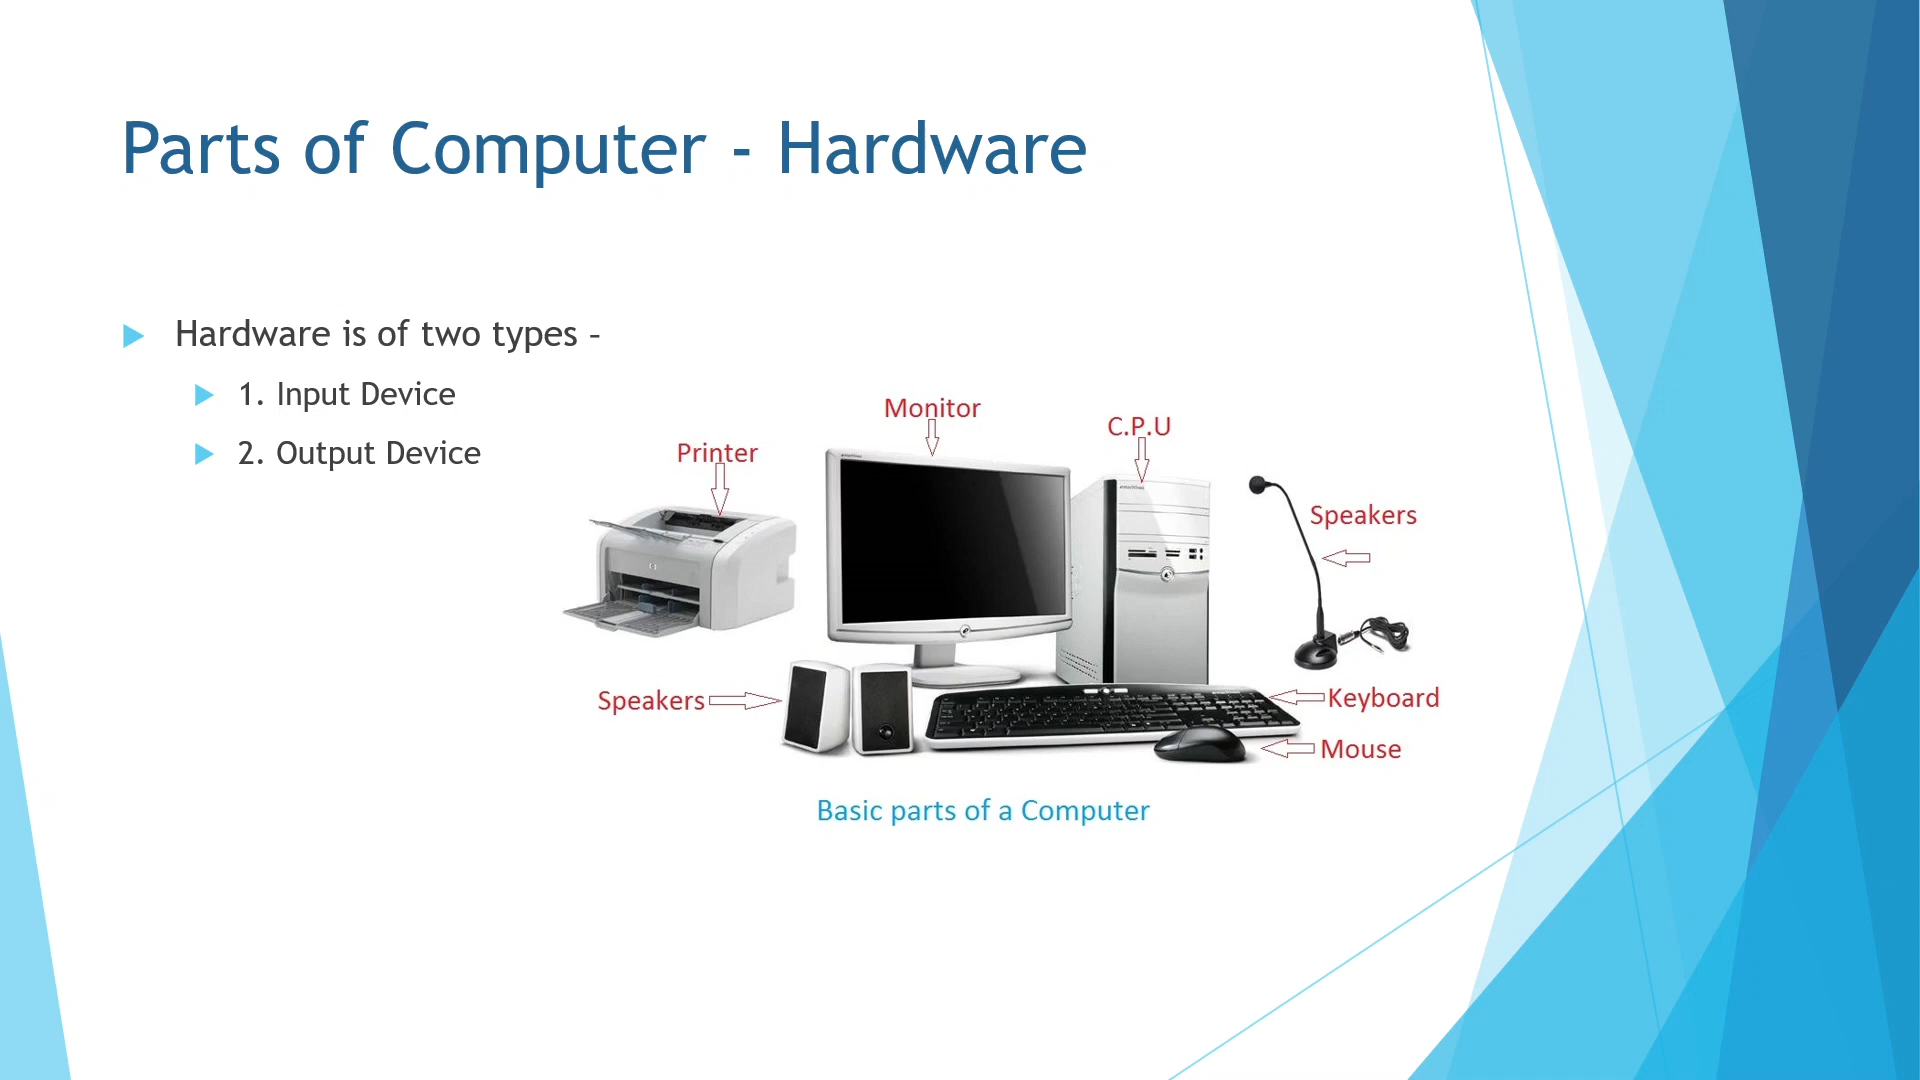 Parts of Computer - Hardware
Hardware is of two types –
1. Input Device
2. Output Device
Monitor
C.P.U
Printer
Speakers
Speakers
Keyboard
Mouse
Basic parts of a Computer